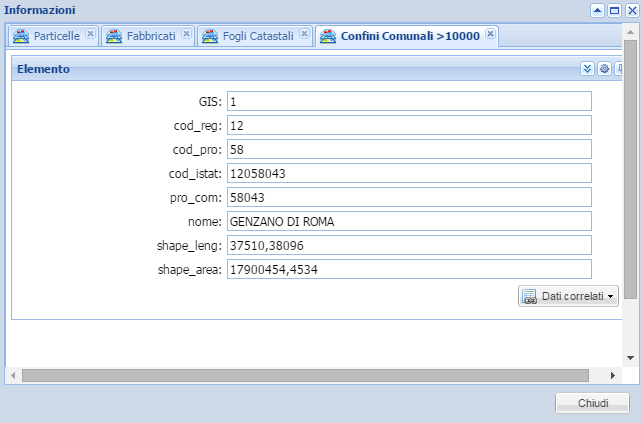 Informazioni
Particelle Fabbricati Fogli Catastali Confini Comunali >10000
Elemento
GIS: 1
cod_reg: 12
cod_pro: 58
cod_istat: 12058043
pro_com: 58043
nome: GENZANO DI ROMA
shape_leng: 37510,38096
shape_area: 17900454,4534
Dati correlati
Chiudi